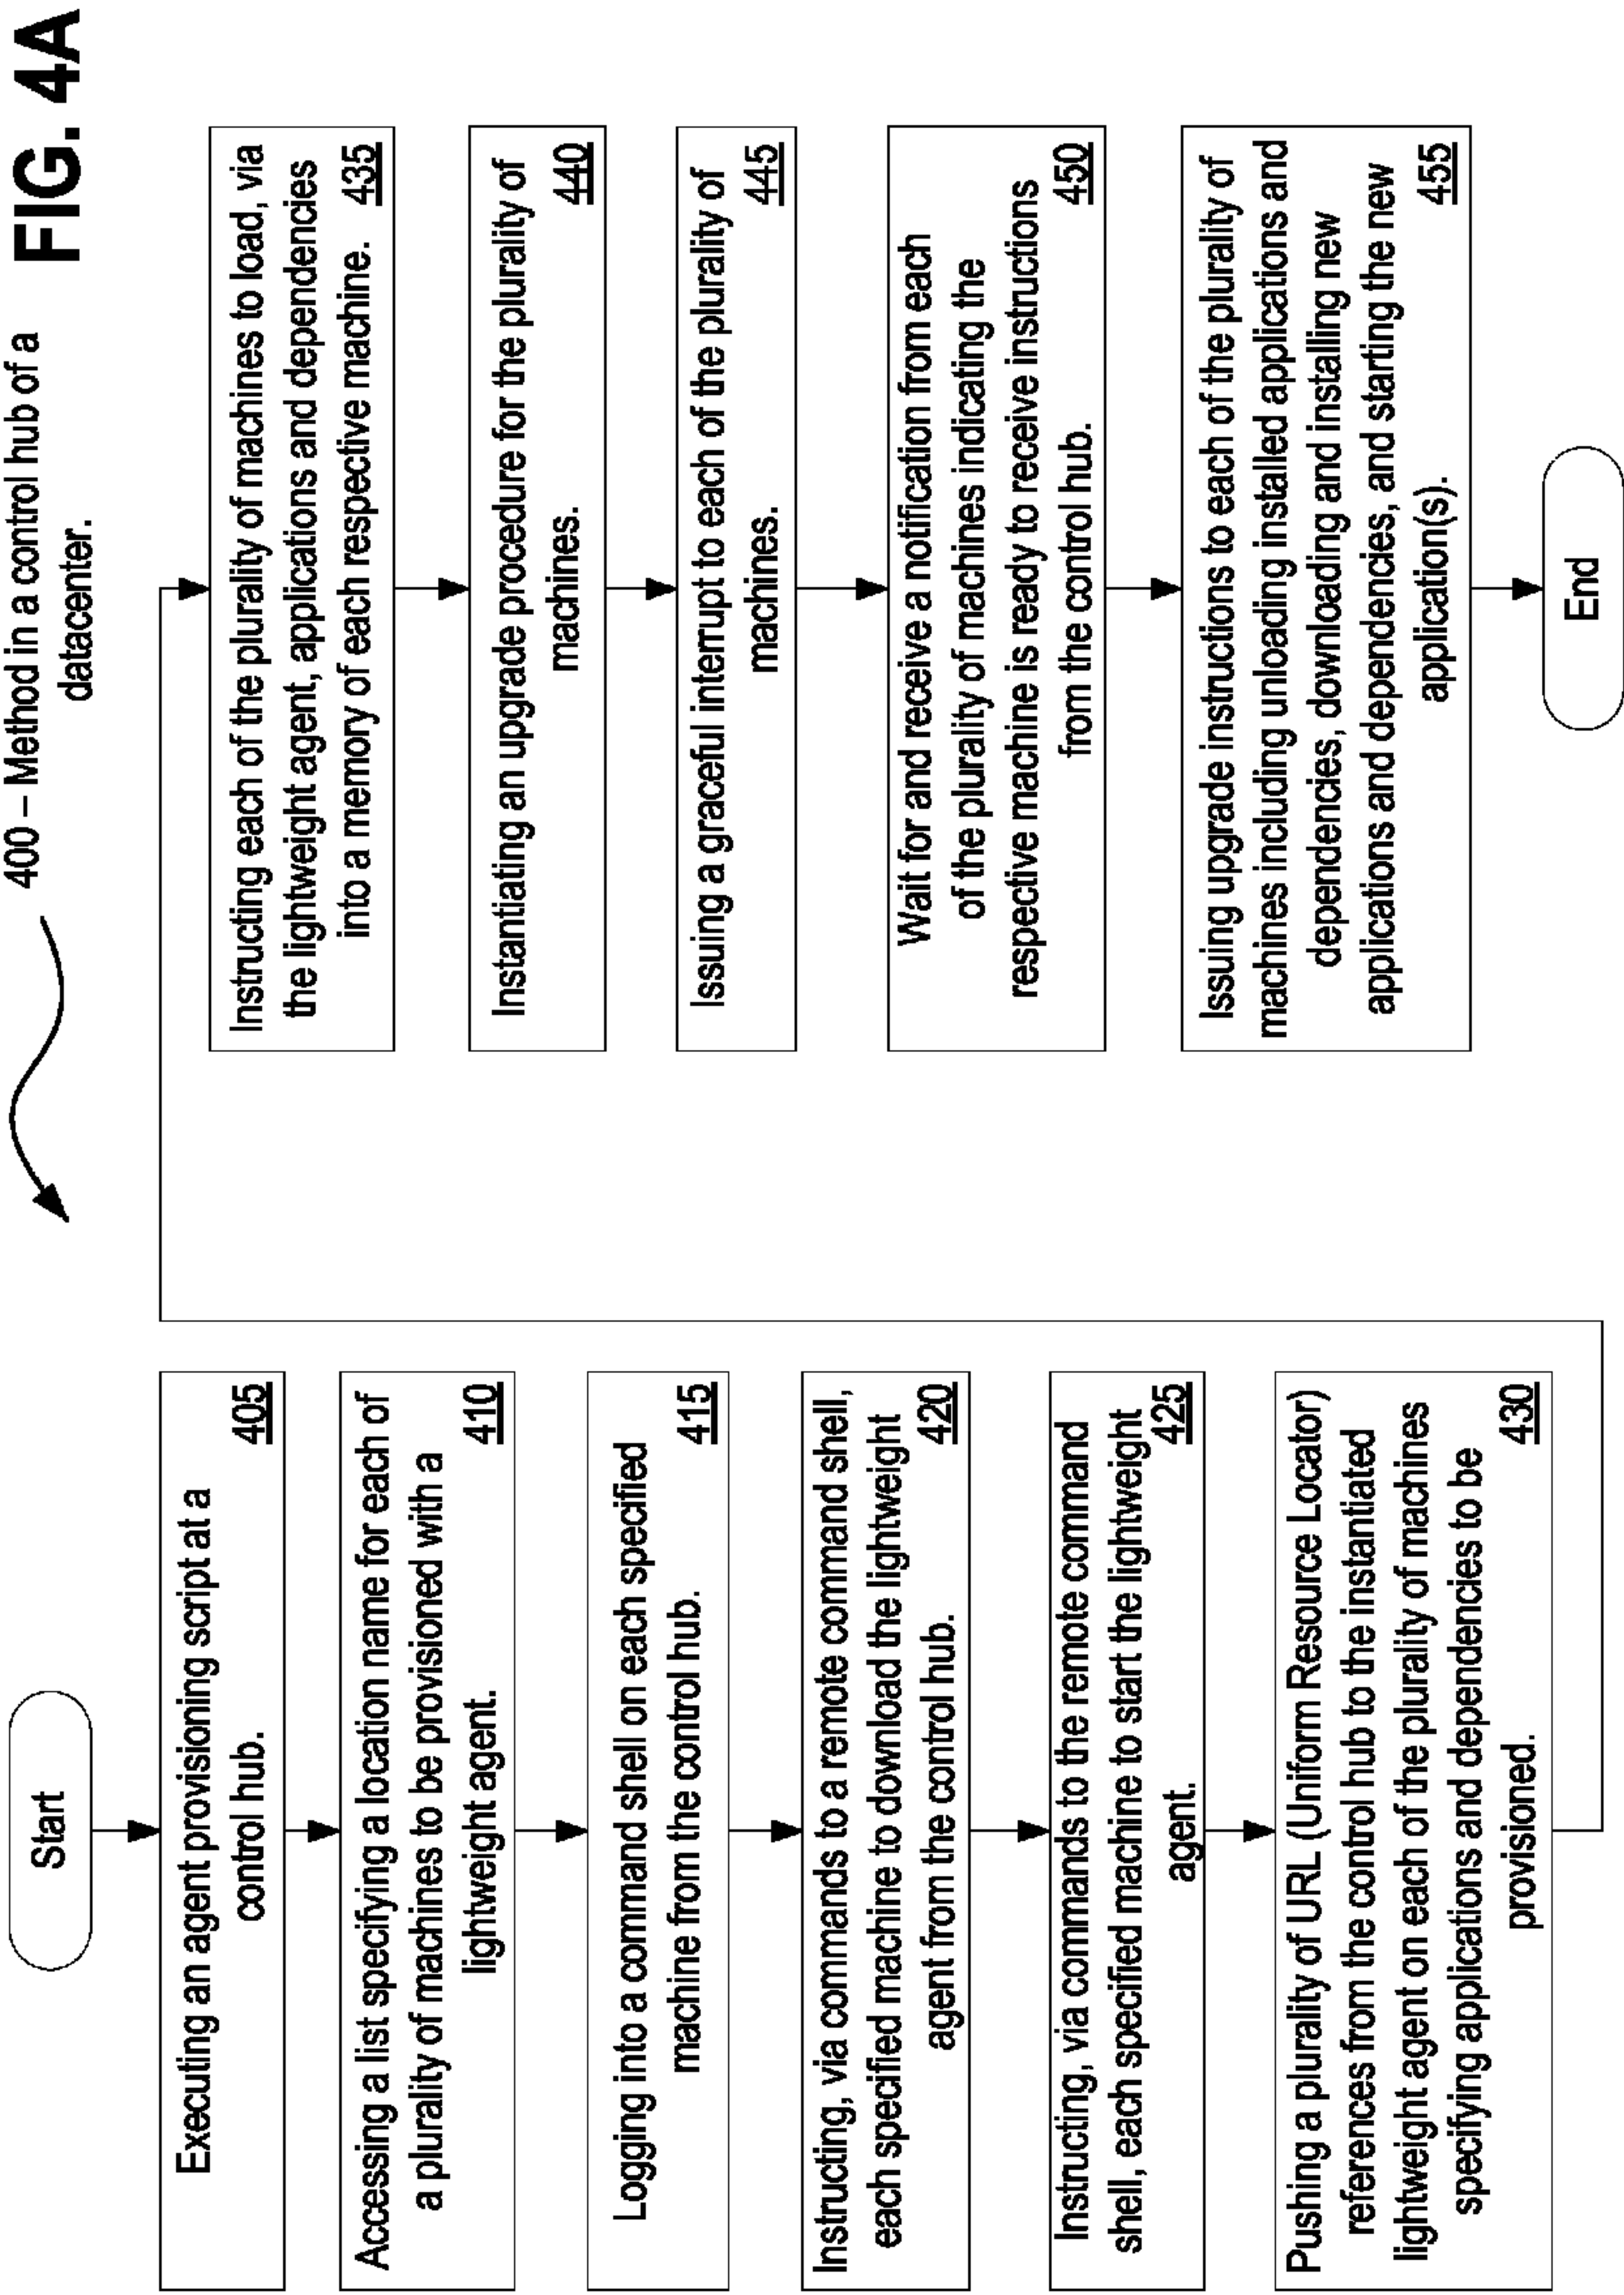 400 – Method in a control hub of a
datacenter.
FIG. 4A
Start
Executing an agent provisioning script at a
control hub.
405
Accessing a list specifying a location name for each of
a plurality of machines to be provisioned with a
lightweight agent.
410
Logging into a command shell on each specified
machine from the control hub.
415
Instructing, via commands to a remote command shell,
each specified machine to download the lightweight
agent from the control hub.
420
Instructing, via commands to the remote command
shell, each specified machine to start the lightweight
agent.
425
Pushing a plurality of URL (Uniform Resource Locator)
references from the control hub to the instantiated
lightweight agent on each of the plurality of machines
specifying applications and dependencies to be
provisioned.
430
Instructing each of the plurality of machines to load, via
the lightweight agent, applications and dependencies
into a memory of each respective machine.
435
Instantiating an upgrade procedure for the plurality of
machines.
440
Issuing a graceful interrupt to each of the plurality of
machines.
445
Wait for and receive a notification from each
of the plurality of machines indicating the
respective machine is ready to receive instructions
from the control hub.
450
Issuing upgrade instructions to each of the plurality of
machines including unloading installed applications and
dependencies, downloading and installing new
applications and dependencies, and starting the new
application(s).
455
End